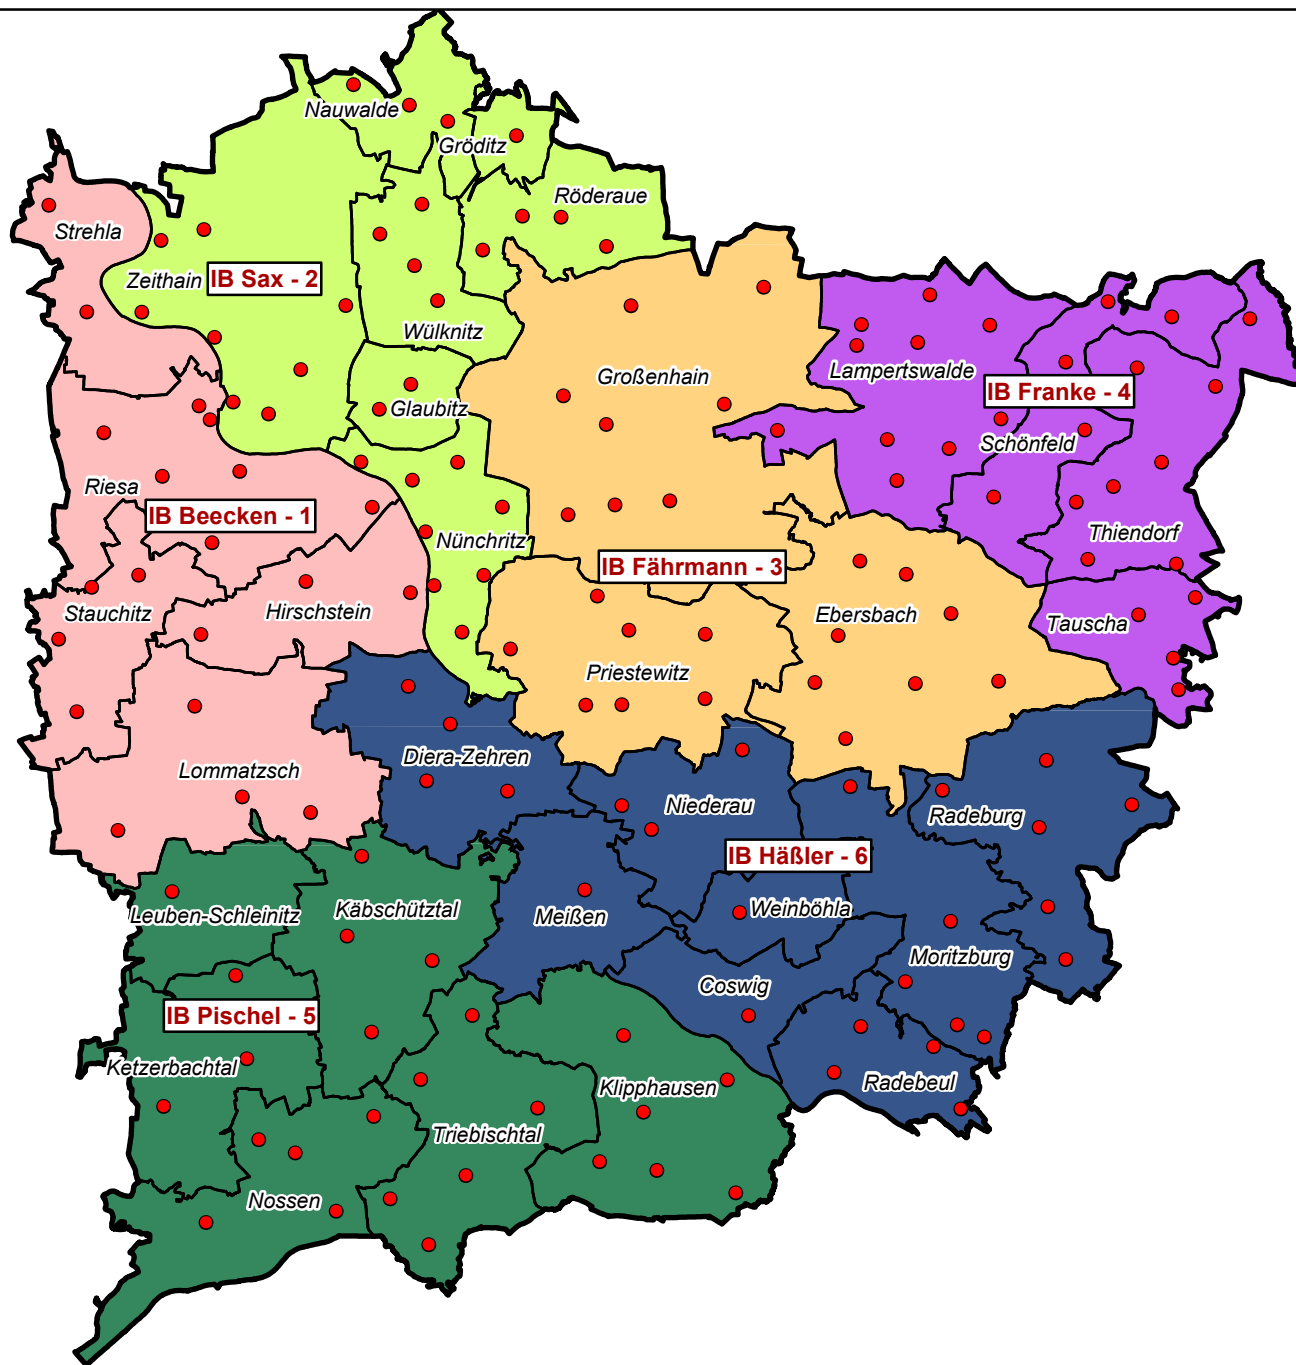 Nauwalde
Gröditz
Röderaue
Strehla
Zeithain
IB Sax - 2
Wülknitz
Großenhain
Lampertswalde
IB Franke - 4
Glaubitz
Schönfeld
Riesa
IB Beecken - 1
Nünchritz
Thiendorf
IB Fährmann - 3
Stauchitz
Hirschstein
Ebersbach
Tauscha
Priestewitz
Diera-Zehren
Lommatzsch
Niederau
Radeburg
IB Häßler - 6
Leuben-Schleinitz
Käbschütztal
Meißen
Weinböhla
Moritzburg
Coswig
IB Pischel - 5
Ketzerbachtal
Klipphausen
Radebeul
Triebischtal
Nossen